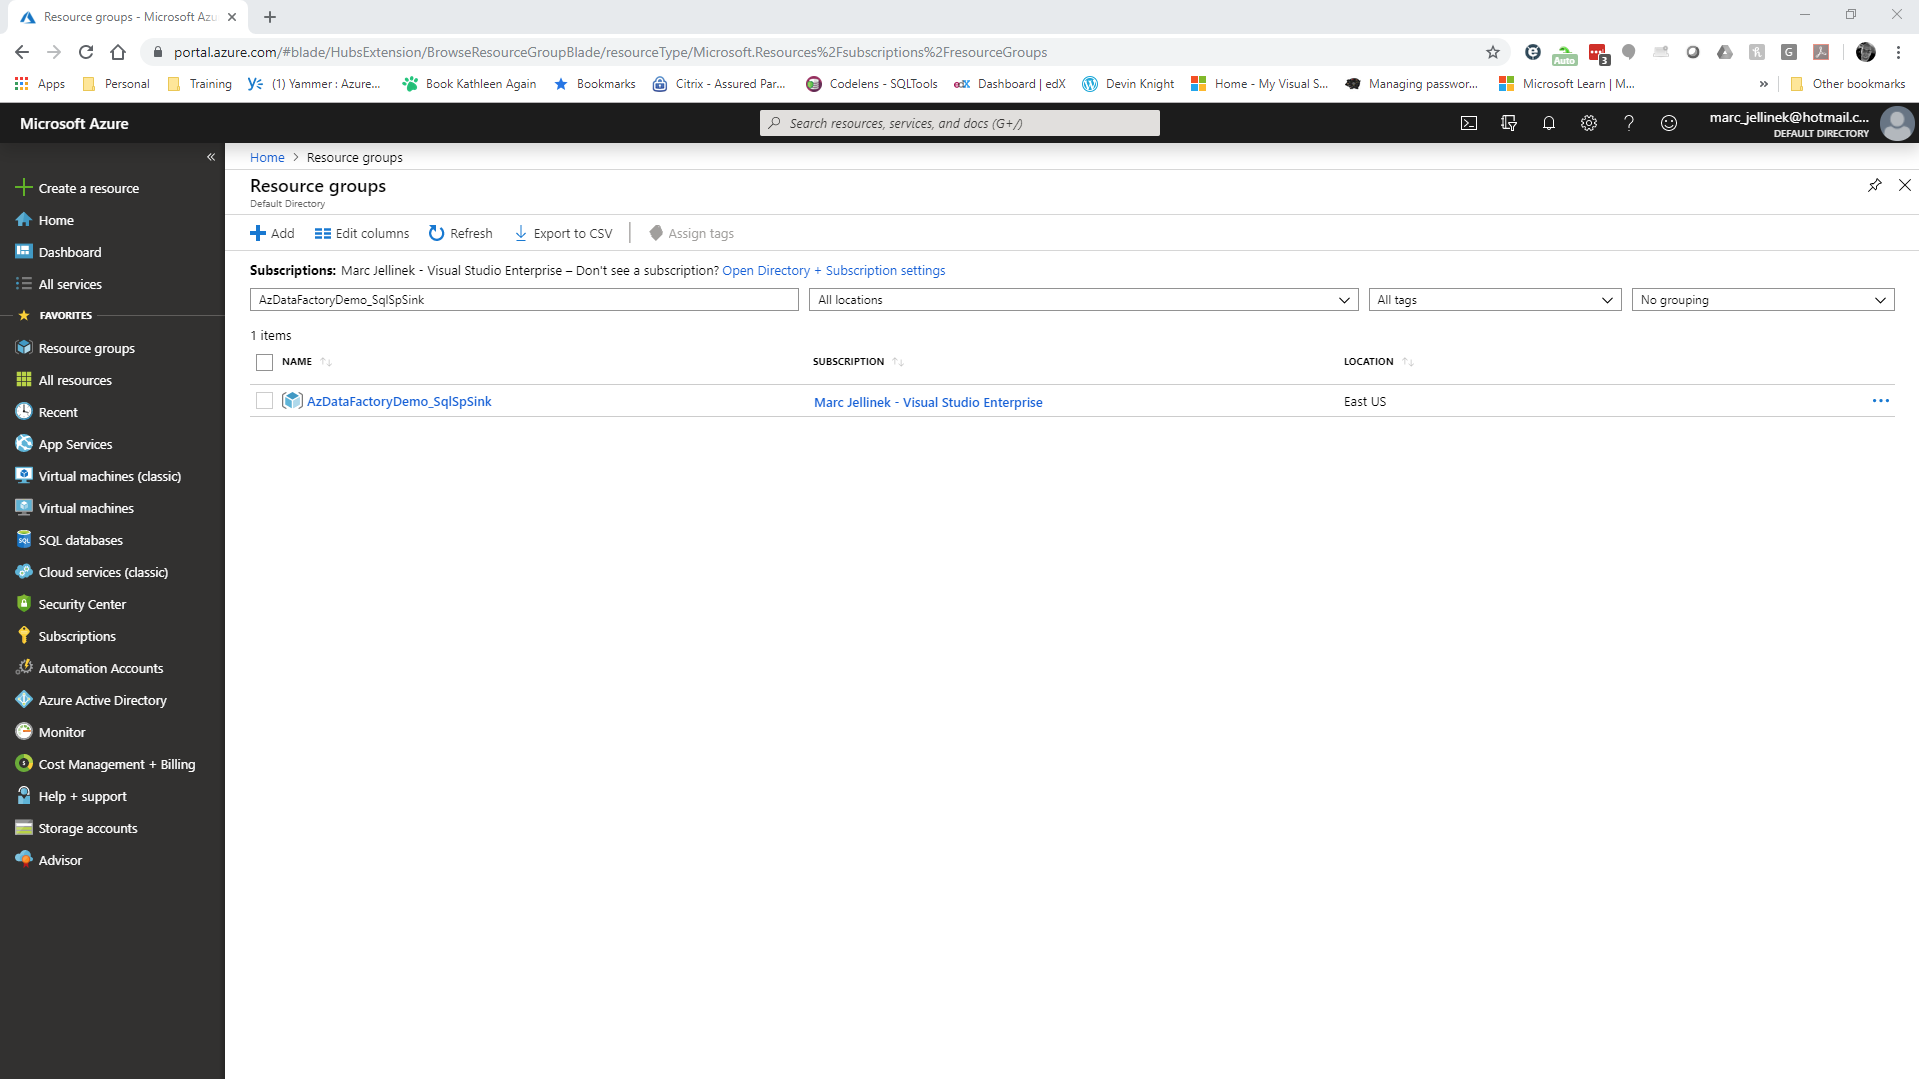 Resource groups - Microsoft Azu
portal.azure.com/#blade/HubsExtension/BrowseResourceGroupBlade/resourceType/Microsoft.Resources%2Fsubscriptions%2FresourceGroups
Auto
3
Apps Personal Training (1) Yammer : Azure... Book Kathleen Again Bookmarks Citrix - Assured Par... Codelens - SQLTools edX Dashboard | edX Devin Knight Home - My Visual S... Managing passwor... Microsoft Learn | M... » Other bookmarks
Microsoft Azure
Search resources, services, and docs (G+/)
marc_jellinek@hotmail.c...
DEFAULT DIRECTORY
«
Create a resource
Home
Dashboard
All services
FAVORITES
Resource groups
All resources
Recent
App Services
Virtual machines (classic)
Virtual machines
SQL databases
Cloud services (classic)
Security Center
Subscriptions
Automation Accounts
Azure Active Directory
Monitor
Cost Management + Billing
Help + support
Storage accounts
Advisor
Home > Resource groups
Resource groups
Default Directory
Add Edit columns Refresh Export to CSV Assign tags
Subscriptions: Marc Jellinek - Visual Studio Enterprise – Don't see a subscription? Open Directory + Subscription settings
AzDataFactoryDemo_SqlSpSink All locations All tags No grouping
1 items
NAME SUBSCRIPTION LOCATION
AzDataFactoryDemo_SqlSpSink Marc Jellinek - Visual Studio Enterprise East US